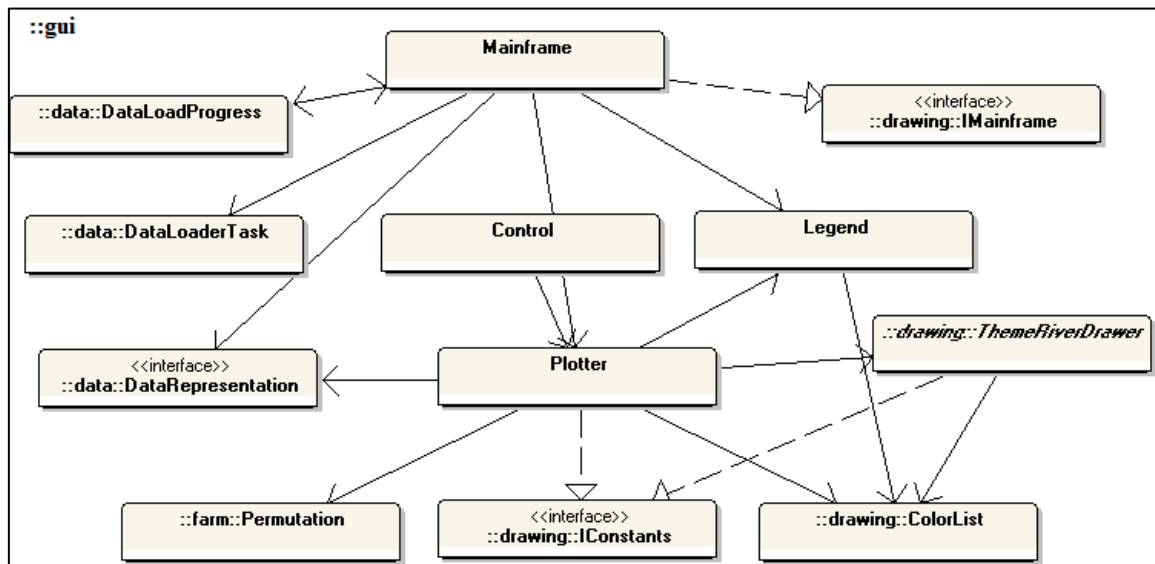 ::gui
Mainframe
::data::DataLoadProgress
<<interface>>
::drawing::IMainframe
::data::DataLoaderTask
Control
Legend
::drawing::ThemeRiverDrawer
<<interface>>
::data::DataRepresentation
Plotter
::farm::Permutation
<<interface>>
::drawing::IConstants
::drawing::ColorList